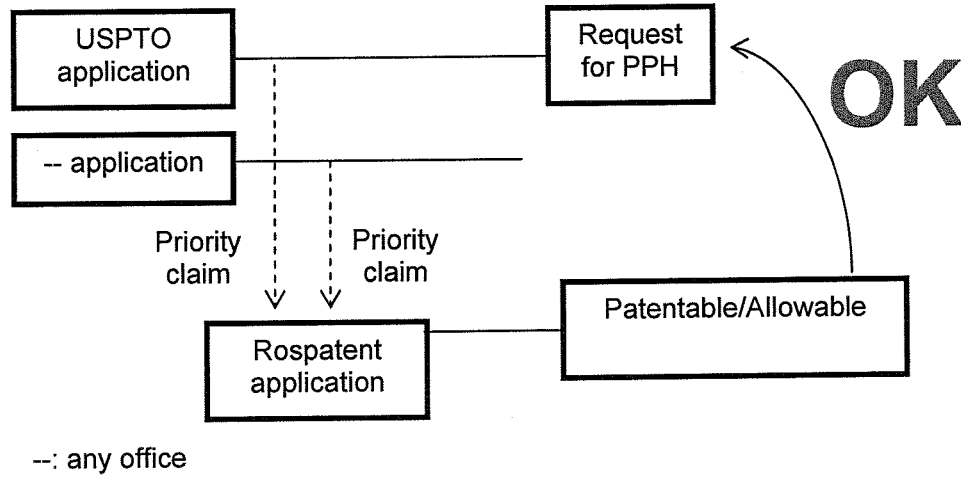 USPTO
application
Request
for PPH
OK
-- application
Priority
claim
Priority
claim
Patentable/Allowable
Rospatent
application
--: any office